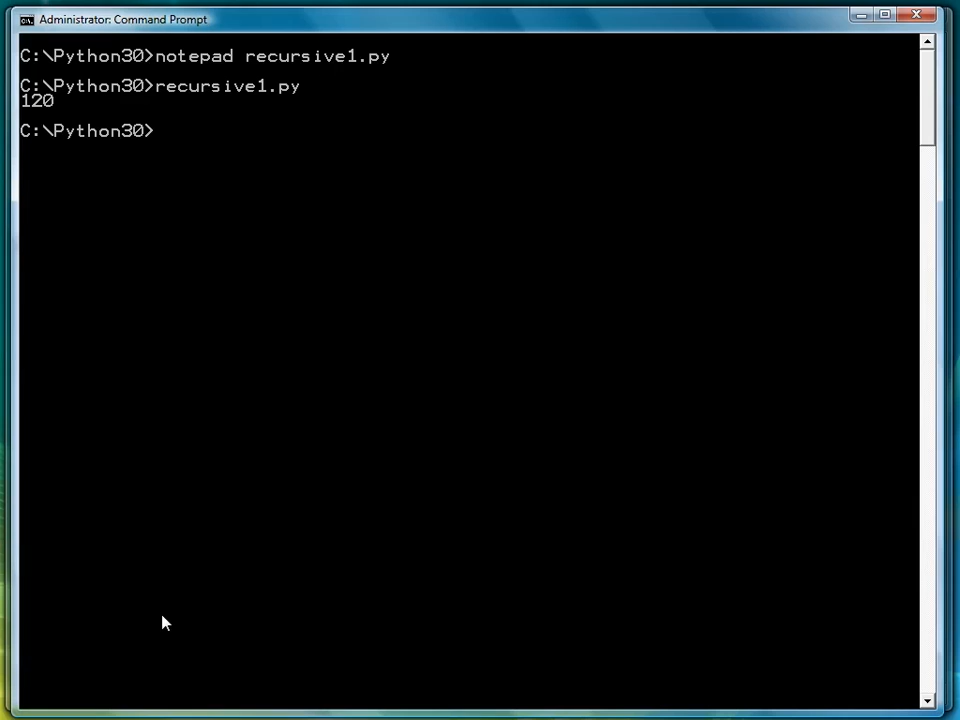 Administrator: Command Prompt
C:\Python30>notepad recursive1.py
C:\Python30>recursive1.py
120
C:\Python30>